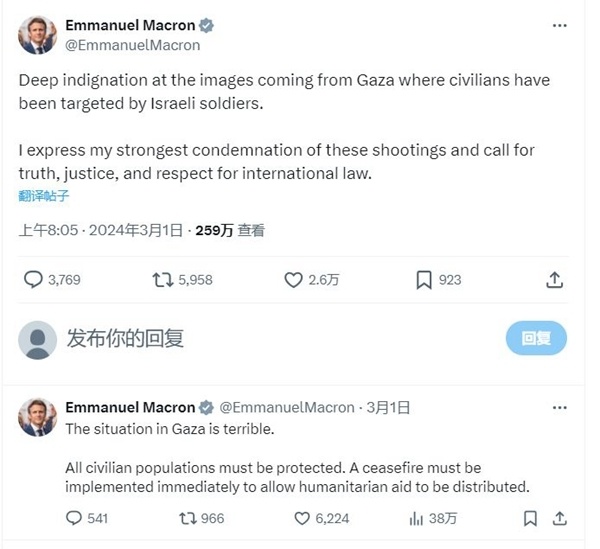 Emmanuel Macron
@EmmanuelMacron
Deep indignation at the images coming from Gaza where civilians have
been targeted by Israeli soldiers.
I express my strongest condemnation of these shootings and call for
truth, justice, and respect for international law.
翻译帖子
上午8:05 · 2024年3月1日 · 259万 查看
3,769 5,958 2.6万 923
发布你的回复 回复
Emmanuel Macron @EmmanuelMacron · 3月1日
The situation in Gaza is terrible.
All civilian populations must be protected. A ceasefire must be
implemented immediately to allow humanitarian aid to be distributed.
541 966 6,224 38万